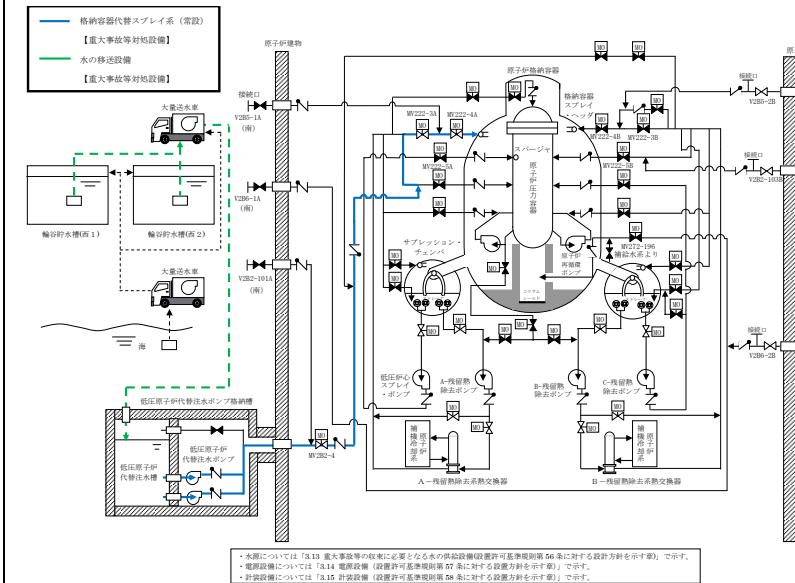 格納容器代替スプレイ系（常設）
【重大事故等対処設備】
水の移送設備
【重大事故等対処設備】
原子炉建物
大量送水車
接続口
V2B5-1A
(南)
V2B6-1A
(南)
V2B2-101A
(南)
輪谷貯水槽(西1)
輪谷貯水槽(西2)
大量送水車
海
低圧原子炉代替注水ポンプ格納槽
低圧原子炉
代替注水ポンプ
低圧原子炉
代替注水槽
MO
MV2B2-4
原子炉格納容器
格納容器
スプレイ
・ヘッダ
MV222-3A
MV222-4A
MV222-5A
スパージャ
原子炉圧力容器
MV222-4B
MV222-3B
MV222-5B
MV272-196
補給水系より
サプレッション・
チェンバ
原子炉
再循環
ポンプ
コリウム
シールド
低圧炉心
スプレイ
・ポンプ
A-残留熱
除去ポンプ
B-残留熱
除去ポンプ
C-残留熱
除去ポンプ
原子炉
補機冷却系
原子炉
補機冷却系
A－残留熱除去系熱交換器
B－残留熱除去系熱交換器
接続口
V2B5-2B
接続口
V2B2-103B
接続口
V2B6-2B
・水源については「3.13 重大事故等の収束に必要となる水の供給設備(設置許可基準規則第 56 条に対する設計方針を示す章)」で示す。
・電源設備については「3.14 電源設備（設置許可基準規則第 57 条に対する設置方針を示す章）」で示す。
・計装設備については「3.15 計装設備（設置許可基準規則第 58 条に対する設置方針を示す章）」で示す。